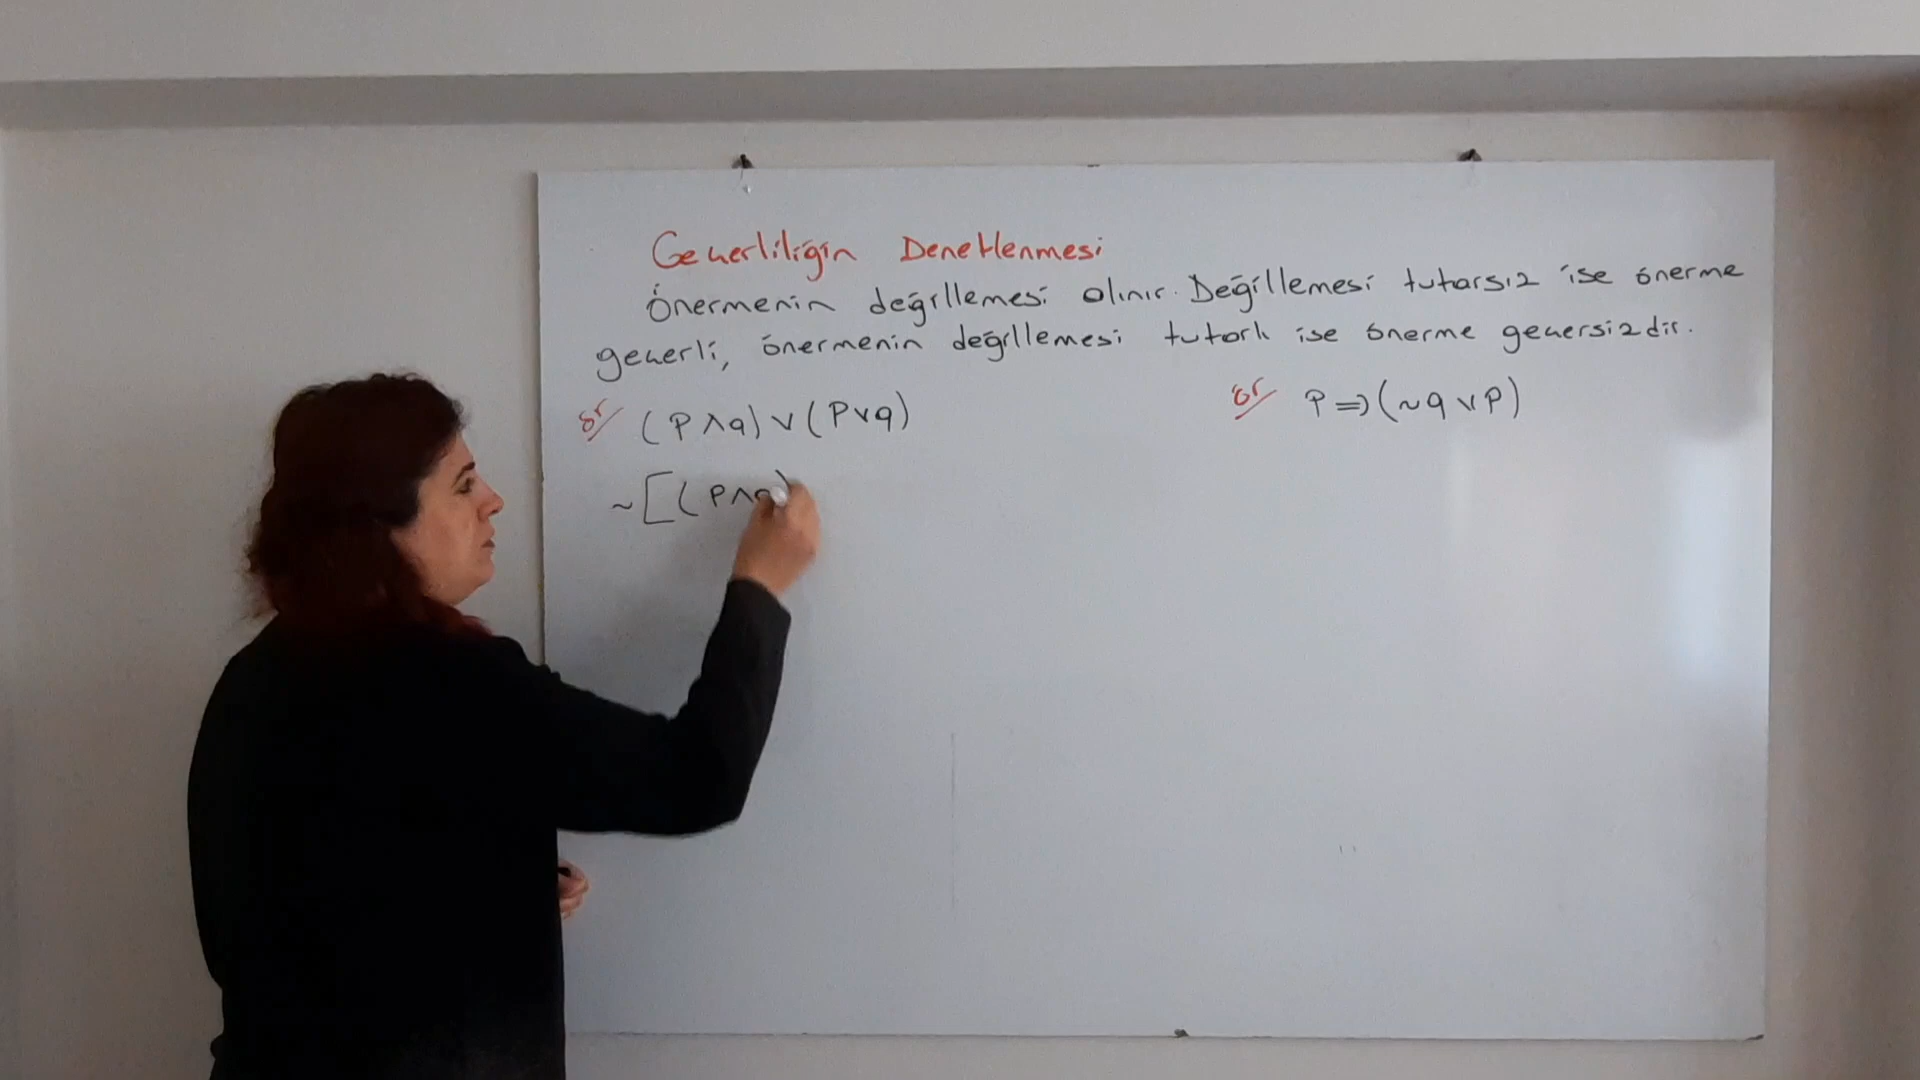 Geçerliliğin Denetlenmesi
Önermenin değillemesi alınır. Değillemesi tutarsız ise önerme
geçerli, önermenin değillemesi tutarlı ise önerme geçersizdir.
ör (P ∧ q) ∨ (P ∨ q)
ör P ⇒ (~q ∨ P)
~[(P ∧ q)